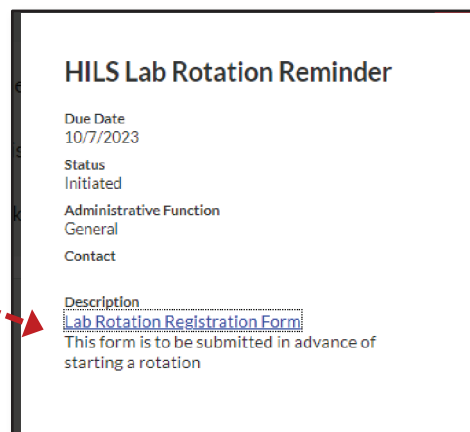 HILS Lab Rotation Reminder
Due Date
10/7/2023
Status
Initiated
Administrative Function
General
Contact
Description
Lab Rotation Registration Form
This form is to be submitted in advance of
starting a rotation